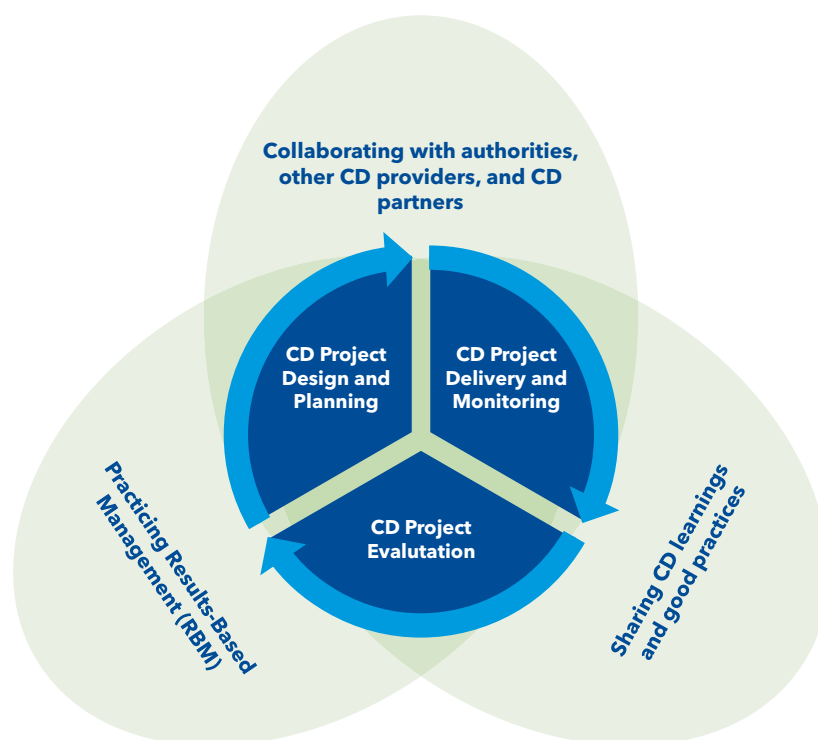 Collaborating with authorities,
other CD providers, and CD
partners
CD Project
Design and
Planning
CD Project
Delivery and
Monitoring
CD Project
Evalutation
Practicing Results-Based
Management (RBM)
Sharing CD learnings
and good practices